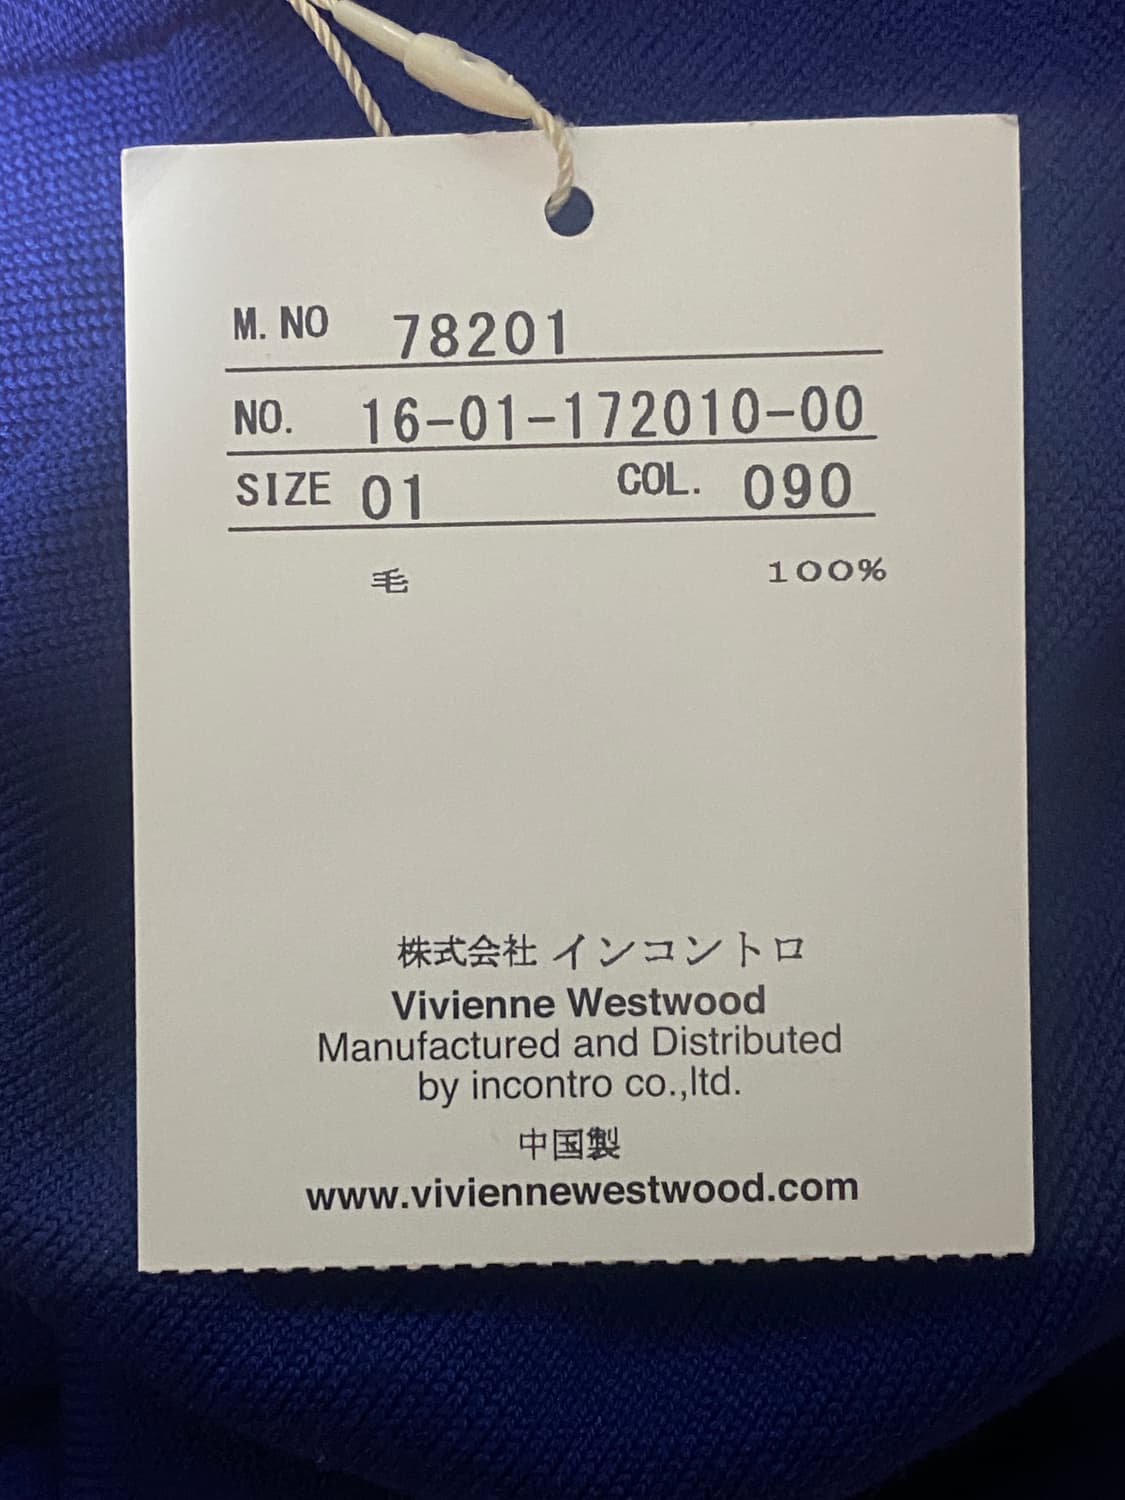 M. NO 78201
NO. 16-01-172010-00
SIZE 01 COL. 090
毛 100%
株式会社 インコントロ
Vivienne Westwood
Manufactured and Distributed
by incontro co.,ltd.
中国製
www.viviennewestwood.com